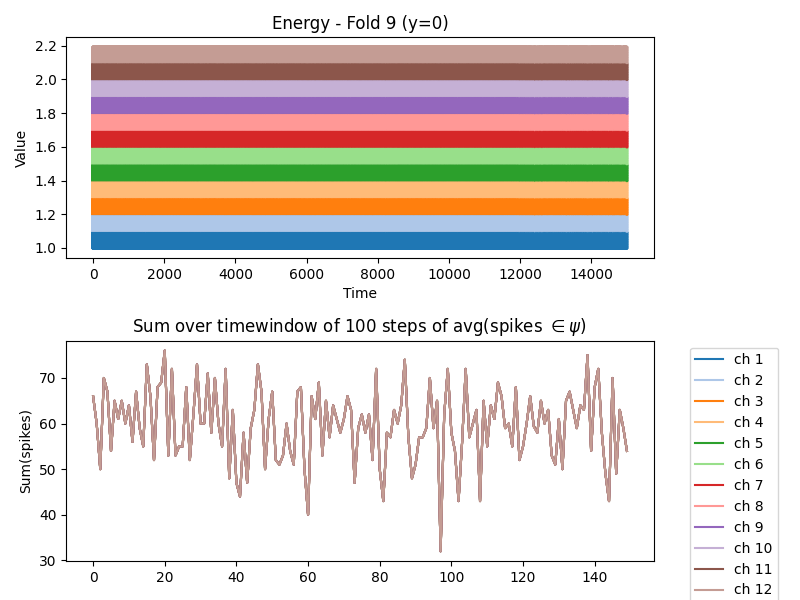 Energy - Fold 9 (y=0)
2.2
2.0
1.8
1.6
1.4
1.2
1.0
Value
0 2000 4000 6000 8000 10000 12000 14000
Time
Sum over timewindow of 100 steps of avg(spikes ∈ψ)
70
60
50
40
30
Sum(spikes)
0 20 40 60 80 100 120 140
ch 1
ch 2
ch 3
ch 4
ch 5
ch 6
ch 7
ch 8
ch 9
ch 10
ch 11
ch 12